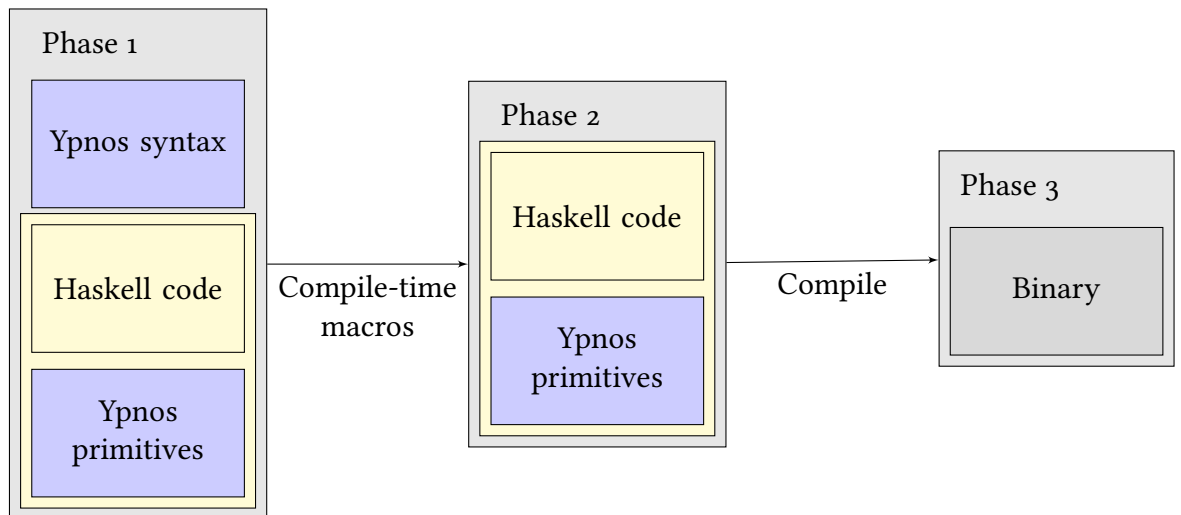 Phase 1
Ypnos syntax
Haskell code
Ypnos
primitives
Compile-time
macros
Phase 2
Haskell code
Ypnos
primitives
Compile
Phase 3
Binary